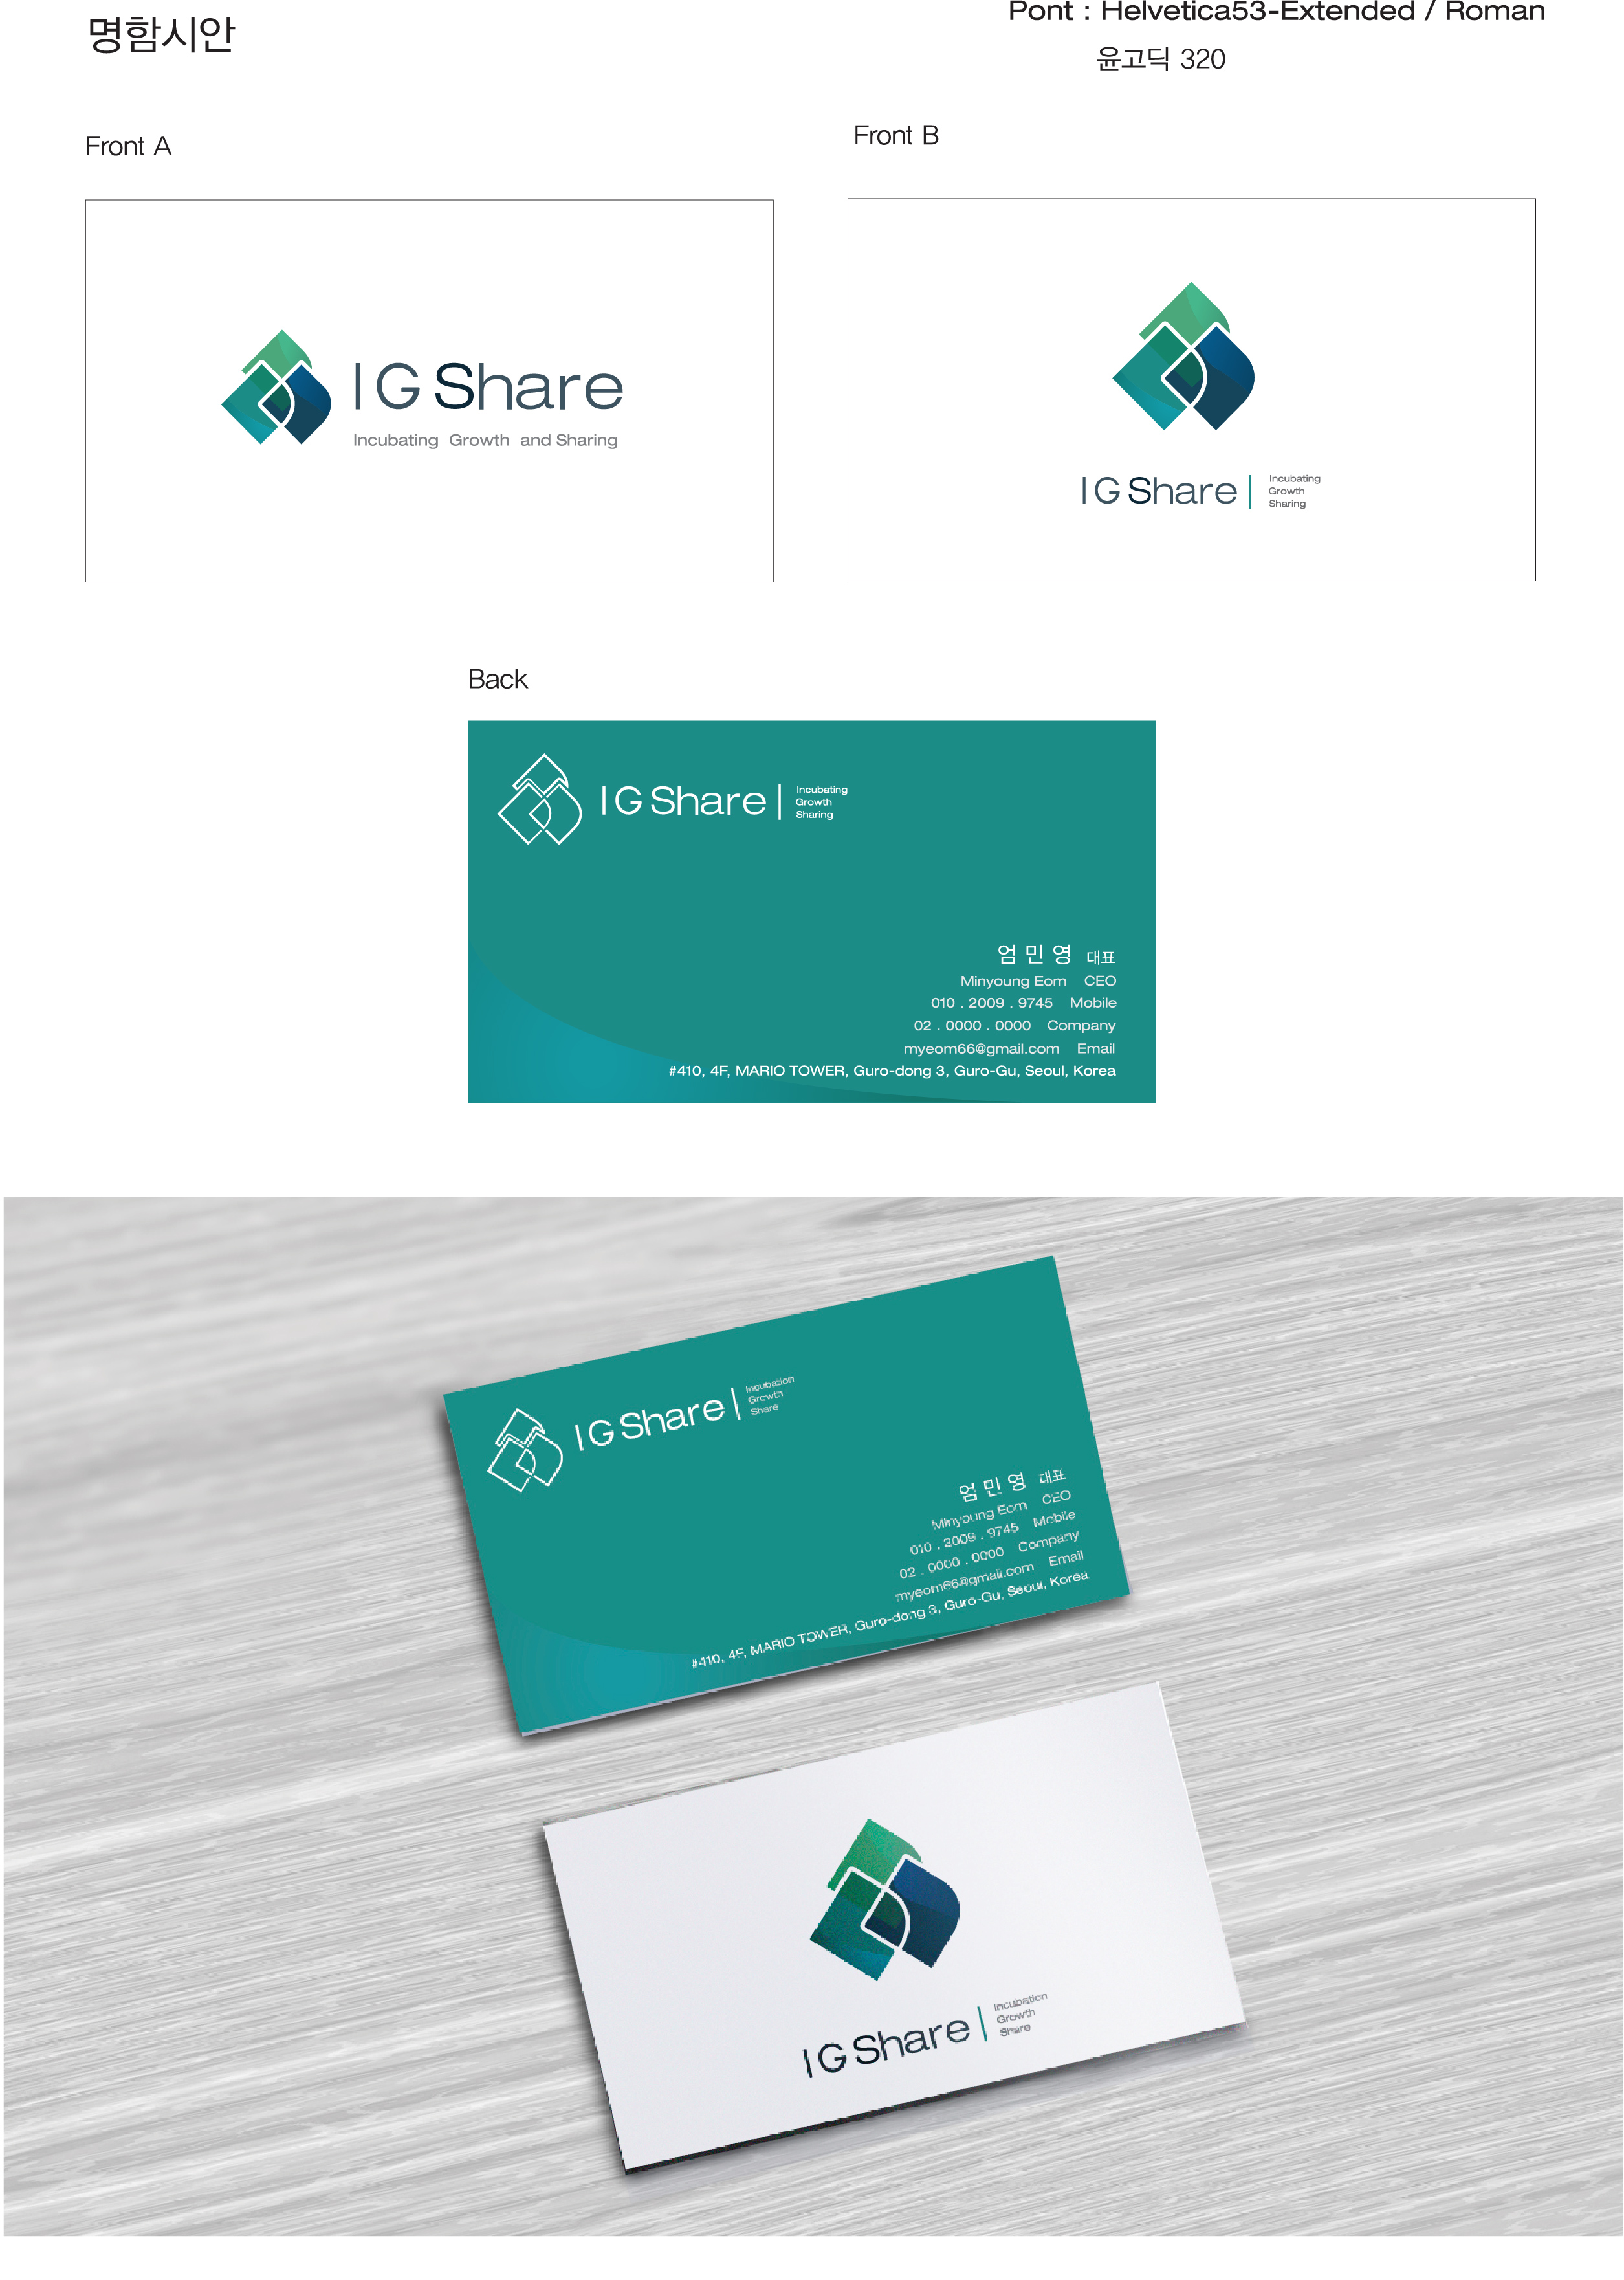 명함시안
Pont : Helvetica53-Extended / Roman
윤고딕 320
Front A
Front B
IG Share
Incubating Growth and Sharing
IG Share
Incubating
Growth
Sharing
Back
IG Share
Incubating
Growth
Sharing
엄 민 영 대표
Minyoung Eom CEO
010 . 2009 . 9745 Mobile
02 . 0000 . 0000 Company
myeom66@gmail.com Email
#410, 4F, MARIO TOWER, Guro-dong 3, Guro-Gu, Seoul, Korea
IG Share
Incubation
Growth
Share
엄 민 영 대표
Minyoung Eom CEO
010 . 2009 . 9745 Mobile
02 . 0000 . 0000 Company
myeom66@gmail.com Email
#410, 4F, MARIO TOWER, Guro-dong 3, Guro-Gu, Seoul, Korea
IG Share
Incubation
Growth
Share